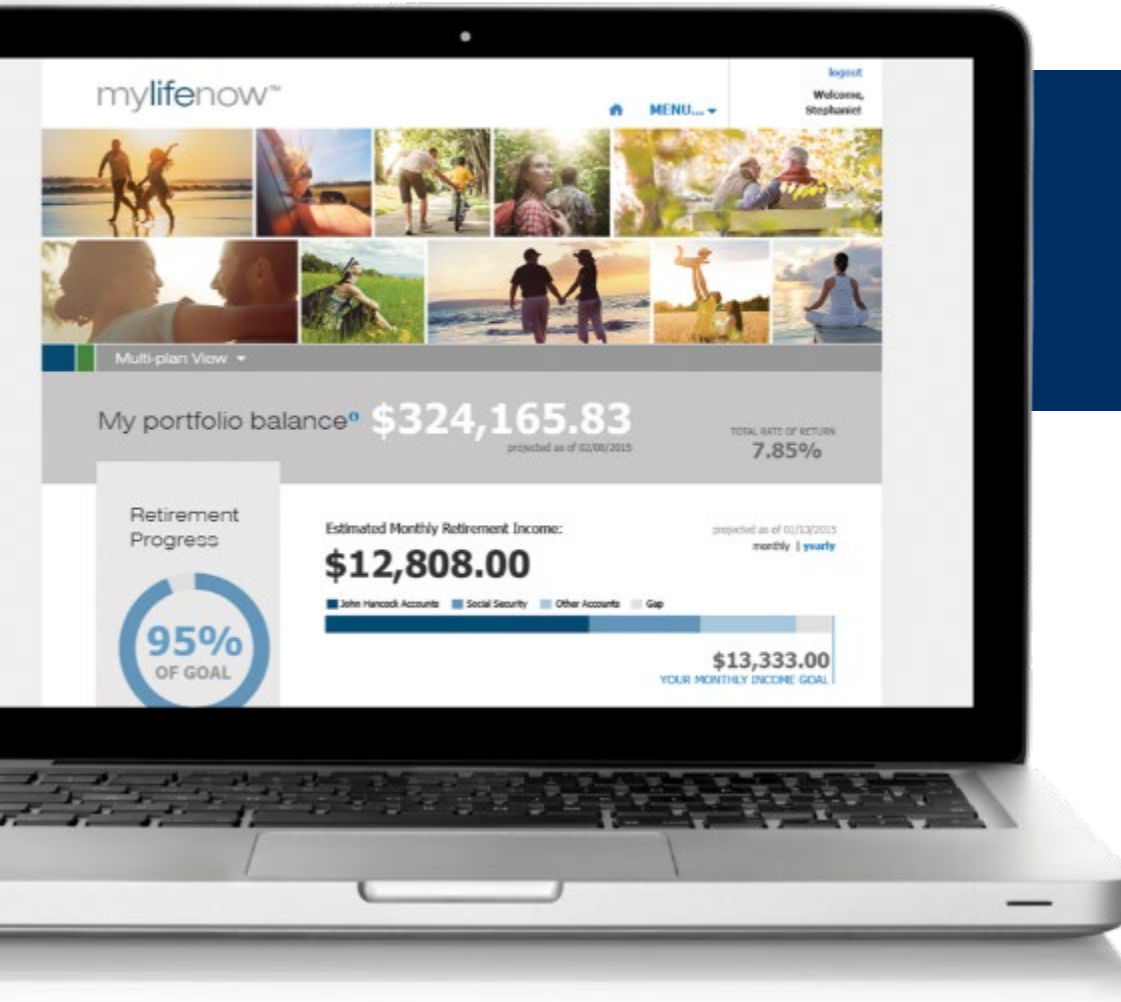 mylifenow™
MENU...
logout
Welcome,
Stephanie!
Multi-plan View
My portfolio balance $324,165.83
projected as of 02/08/2015
TOTAL RATE OF RETURN
7.85%
Retirement
Progress
95%
OF GOAL
Estimated Monthly Retirement Income:
$12,808.00
projected as of 01/13/2015
monthly | yearly
John Hancock Accounts Social Security Other Accounts Gap
$13,333.00
YOUR MONTHLY INCOME GOAL